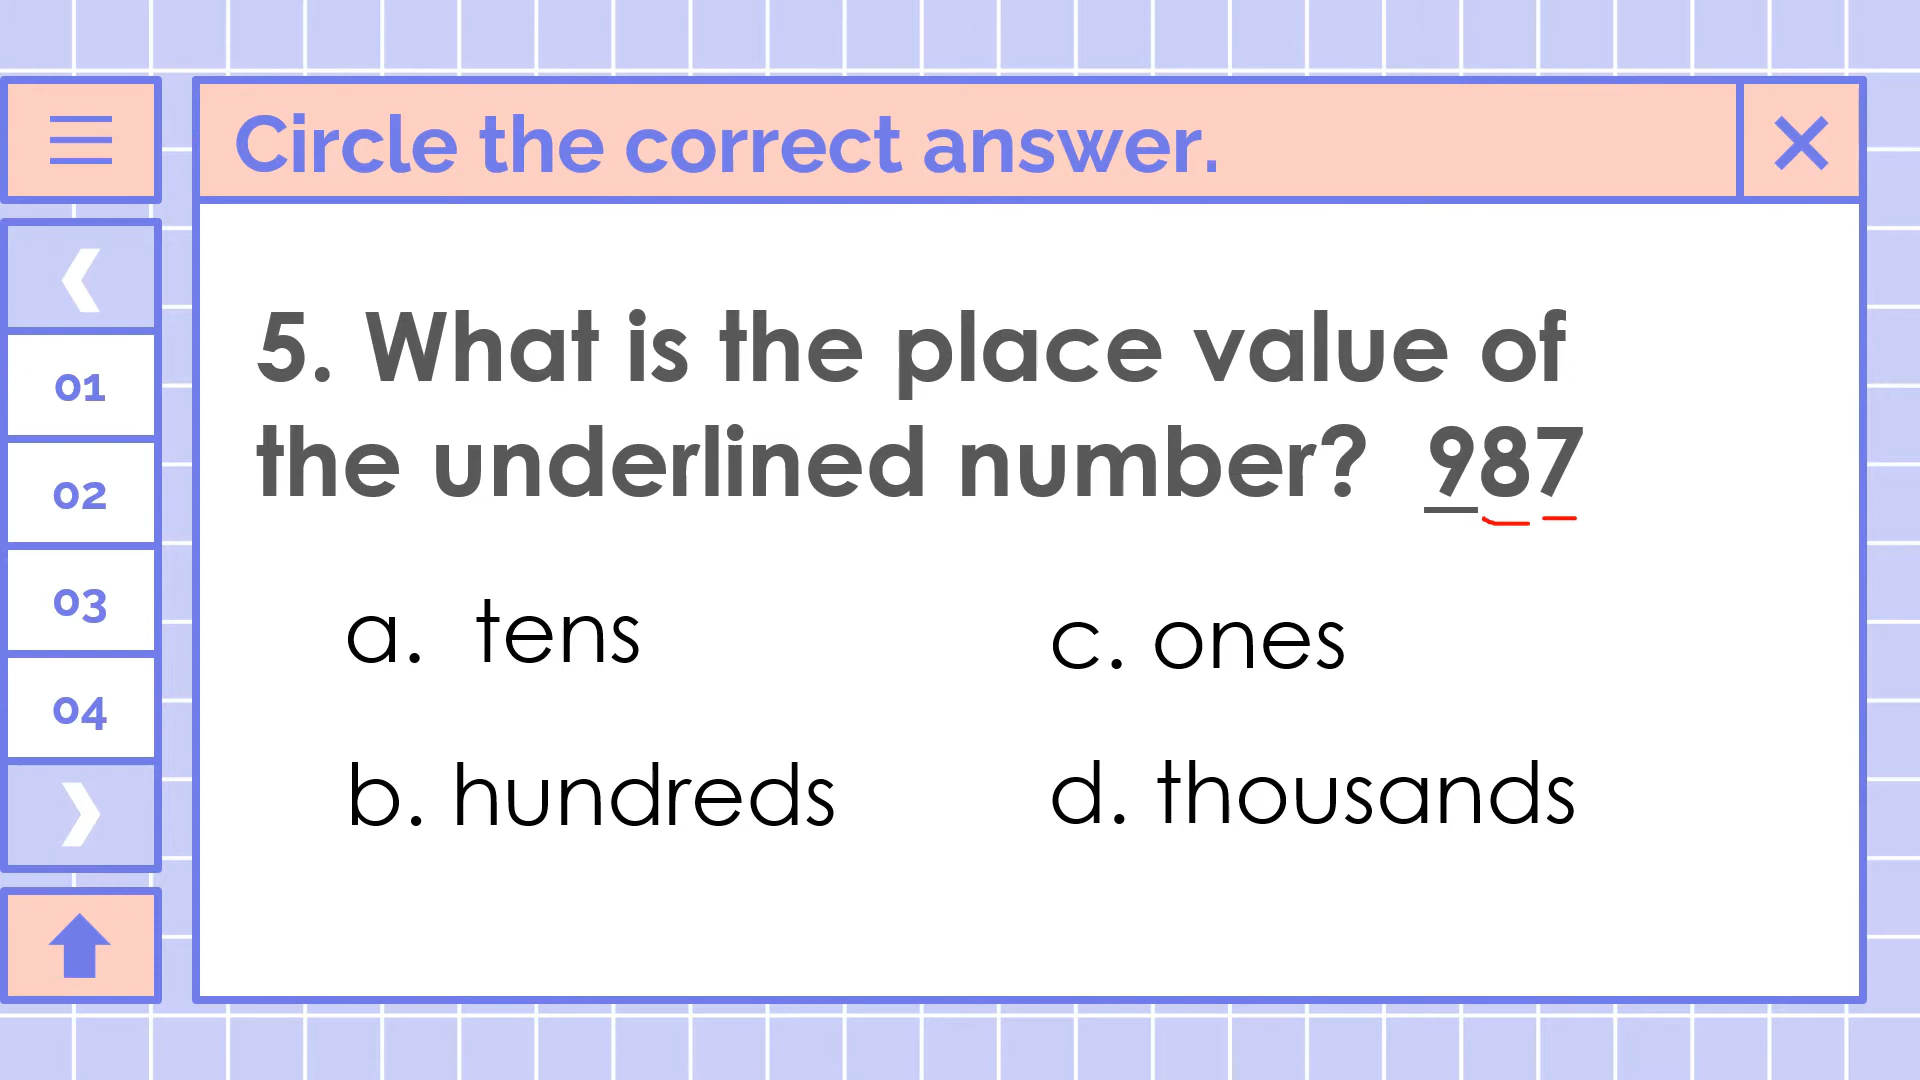 Circle the correct answer.
01
02
03
04
5. What is the place value of
the underlined number? 987
a. tens
c. ones
b. hundreds
d. thousands